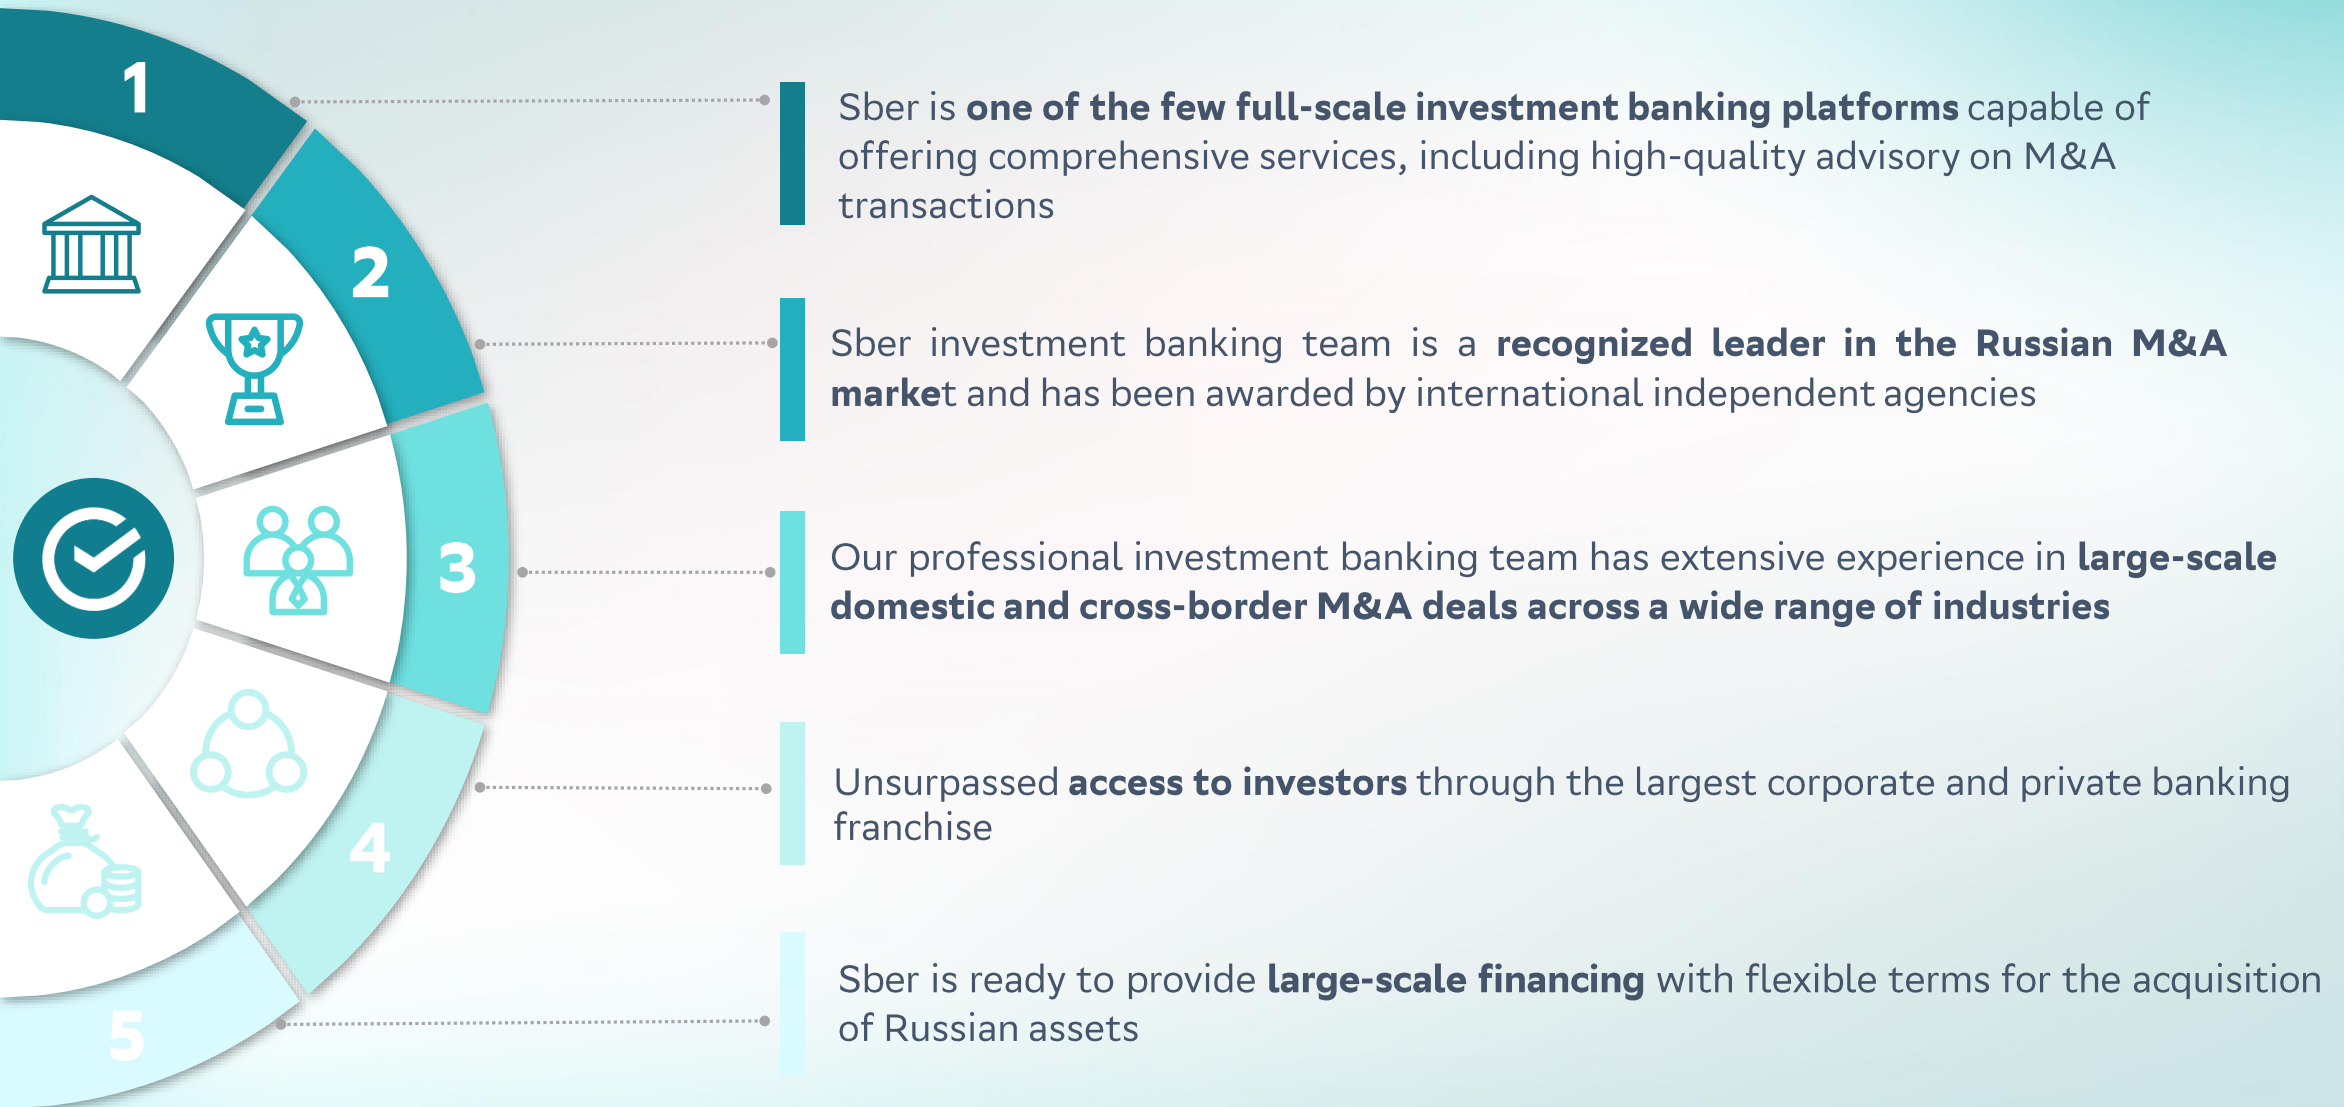 1
Sber is one of the few full-scale investment banking platforms capable of
offering comprehensive services, including high-quality advisory on M&A
transactions
2
Sber investment banking team is a recognized leader in the Russian M&A
market and has been awarded by international independent agencies
3
Our professional investment banking team has extensive experience in large-scale
domestic and cross-border M&A deals across a wide range of industries
4
Unsurpassed access to investors through the largest corporate and private banking
franchise
5
Sber is ready to provide large-scale financing with flexible terms for the acquisition
of Russian assets